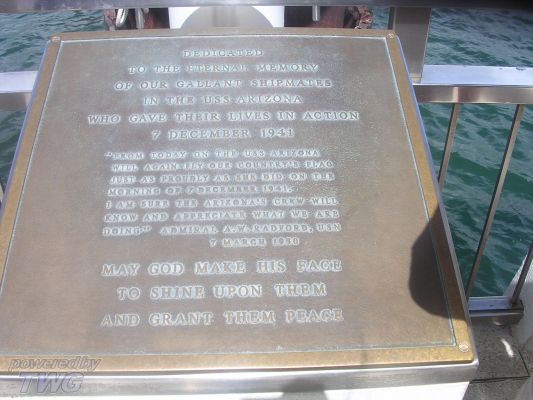 DEDICATED
TO THE ETERNAL MEMORY
OF OUR GALLANT SHIPMATES
IN THE USS ARIZONA
WHO GAVE THEIR LIVES IN ACTION
7 DECEMBER 1941
"FROM TODAY ON THE USS ARIZONA
WILL AGAIN FLY OUR COUNTRY'S FLAG
JUST AS PROUDLY AS SHE DID ON THE
MORNING OF 7 DECEMBER 1941.
I AM SURE THE ARIZONA'S CREW WILL
KNOW AND APPRECIATE WHAT WE ARE
DOING" ADMIRAL A.W. RADFORD, USN
7 MARCH 1950
MAY GOD MAKE HIS FACE
TO SHINE UPON THEM
AND GRANT THEM PEACE
powered by
TWG